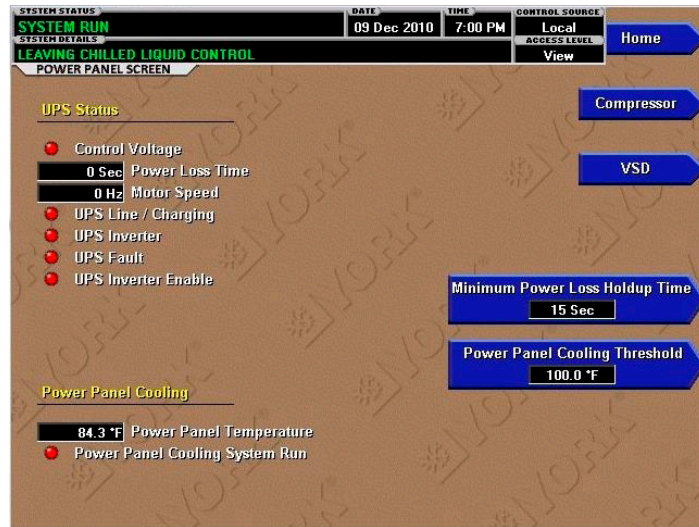 SYSTEM STATUS
SYSTEM RUN
DATE
09 Dec 2010
TIME
7:00 PM
CONTROL SOURCE
Local
SYSTEM DETAILS
LEAVING CHILLED LIQUID CONTROL
ACCESS LEVEL
View
Home
POWER PANEL SCREEN
UPS Status
Compressor
Control Voltage
VSD
0 Sec Power Loss Time
0 Hz Motor Speed
UPS Line / Charging
UPS Inverter
UPS Fault
UPS Inverter Enable
Minimum Power Loss Holdup Time
15 Sec
Power Panel Cooling Threshold
100.0 °F
Power Panel Cooling
84.3 °F Power Panel Temperature
Power Panel Cooling System Run
YORK